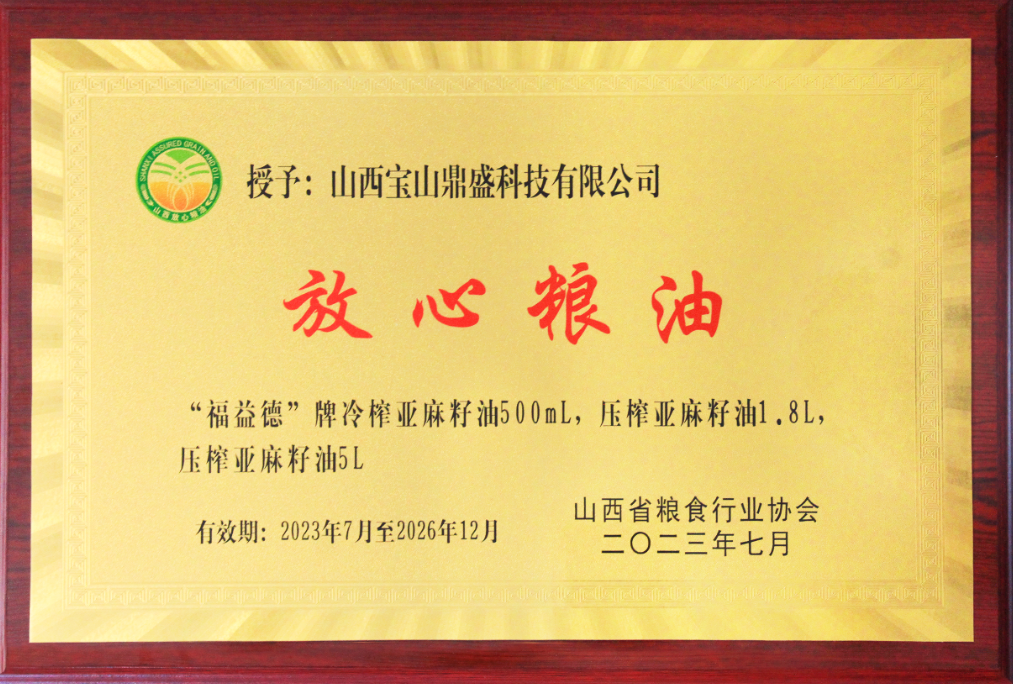 SHANXI ASSURED GRAIN AND OIL
山西放心粮油
授予：山西宝山鼎盛科技有限公司
放心粮油
“福益德”牌冷榨亚麻籽油500mL，压榨亚麻籽油1.8L，
压榨亚麻籽油5L
有效期：2023年7月至2026年12月
山西省粮食行业协会
二〇二三年七月